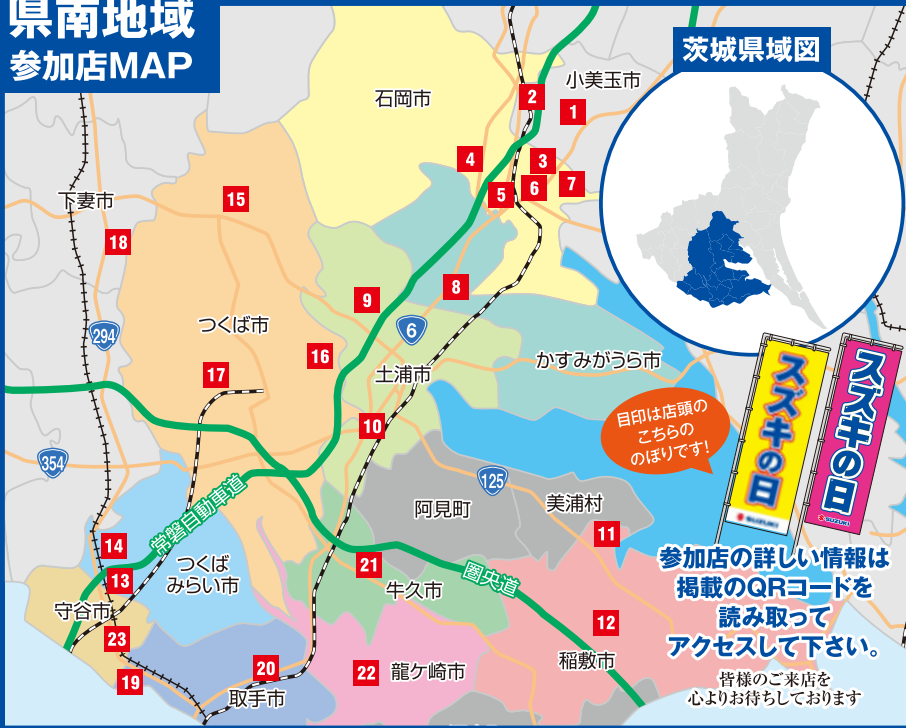 県南地域
参加店MAP
茨城県域図
小美玉市
石岡市
2
1
4
3
5
6
7
下妻市
15
18
8
9
つくば市
294
6
16
かすみがうら市
17
土浦市
10
目印は店頭の
こちらの
のぼりです!
スズキの日
SUZUKI
スズキの日
SUZUKI
354
125
常磐自動車道
阿見町
美浦村
11
14
13
つくば
みらい市
21
牛久市
圏央道
守谷市
23
12
稲敷市
19
20
取手市
22
龍ケ崎市
参加店の詳しい情報は
掲載のQRコードを
読み取って
アクセスして下さい。
皆様のご来店を
心よりお待ちしております